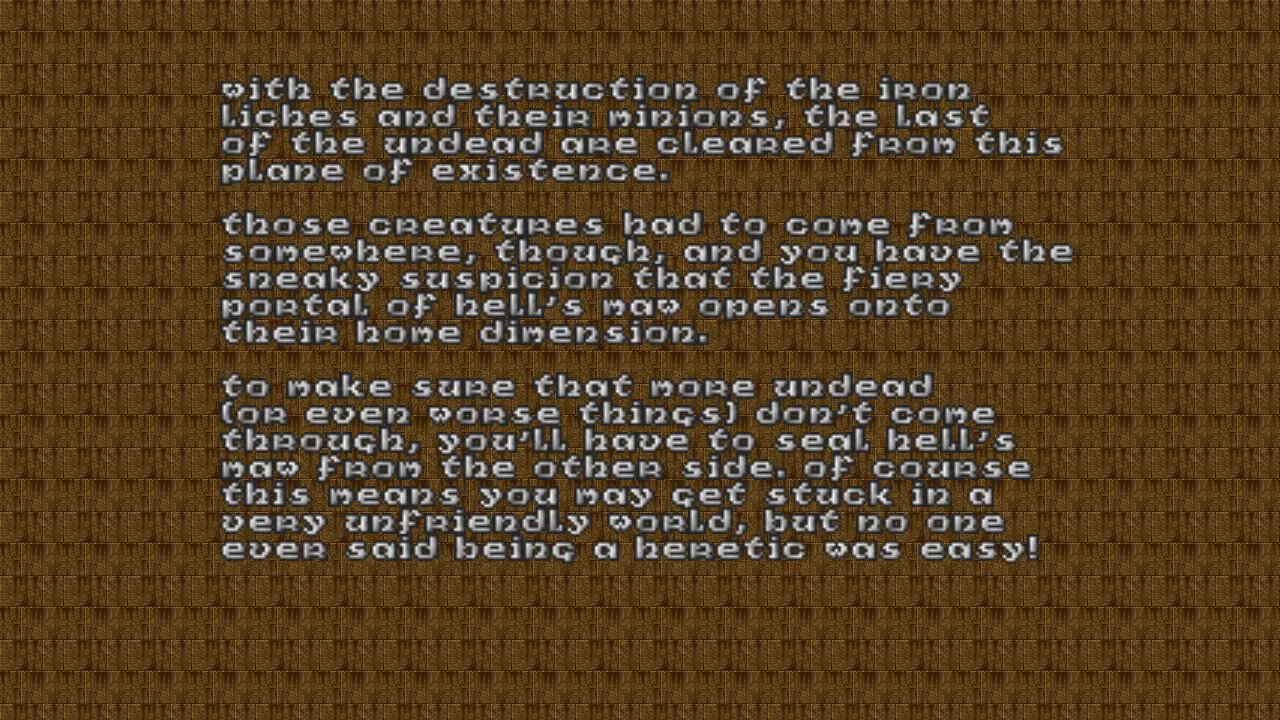 with the destruction of the iron
liches and their minions, the last
of the undead are cleared from this
plane of existence.
those creatures had to come from
somewhere, though, and you have the
sneaky suspicion that the fiery
portal of hell's maw opens onto
their home dimension.
to make sure that more undead
(or even worse things) don't come
through, you'll have to seal hell's
maw from the other side. of course
this means you may get stuck in a
very unfriendly world, but no one
ever said being a heretic was easy!